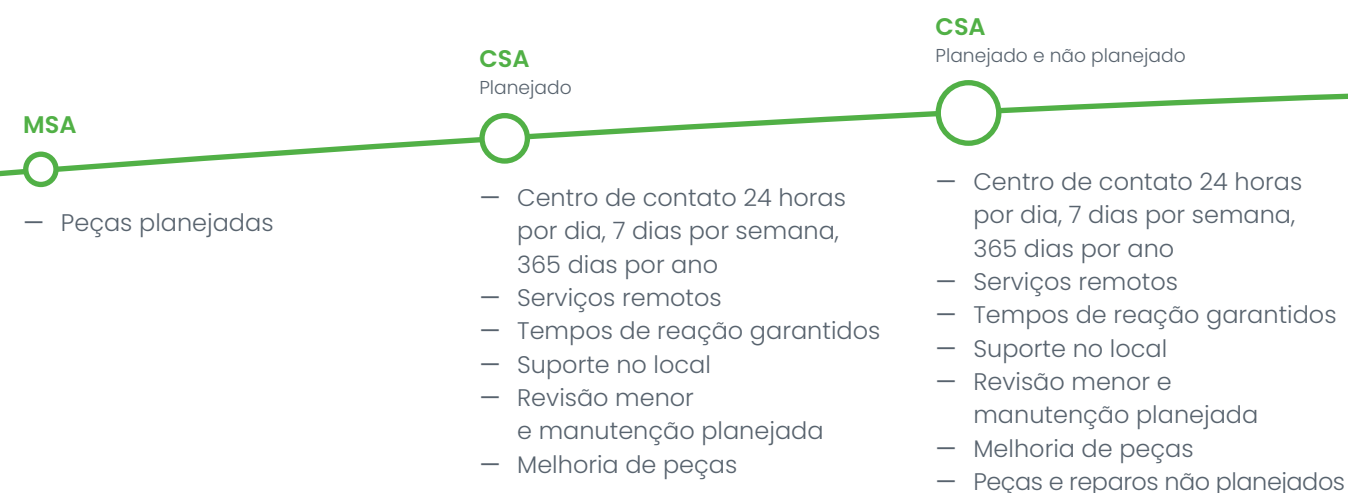 MSA
— Peças planejadas
CSA
Planejado
— Centro de contato 24 horas
por dia, 7 dias por semana,
365 dias por ano
— Serviços remotos
— Tempos de reação garantidos
— Suporte no local
— Revisão menor
e manutenção planejada
— Melhoria de peças
CSA
Planejado e não planejado
— Centro de contato 24 horas
por dia, 7 dias por semana,
365 dias por ano
— Serviços remotos
— Tempos de reação garantidos
— Suporte no local
— Revisão menor e
manutenção planejada
— Melhoria de peças
— Peças e reparos não planejados